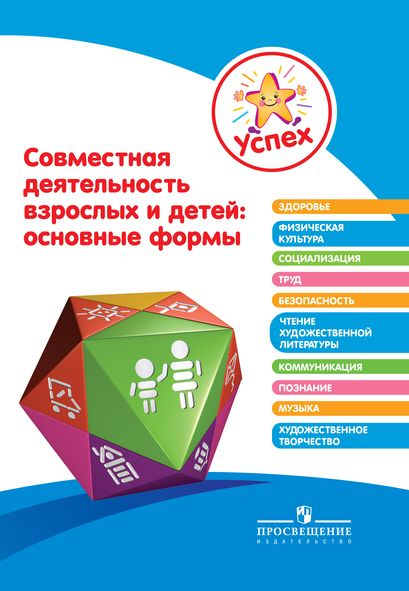 Успех
Совместная
деятельность
взрослых и детей:
основные формы
ЗДОРОВЬЕ
ФИЗИЧЕСКАЯ
КУЛЬТУРА
СОЦИАЛИЗАЦИЯ
ТРУД
БЕЗОПАСНОСТЬ
ЧТЕНИЕ
ХУДОЖЕСТВЕННОЙ
ЛИТЕРАТУРЫ
КОММУНИКАЦИЯ
ПОЗНАНИЕ
МУЗЫКА
ХУДОЖЕСТВЕННОЕ
ТВОРЧЕСТВО
ПРОСВЕЩЕНИЕ
ИЗДАТЕЛЬСТВО